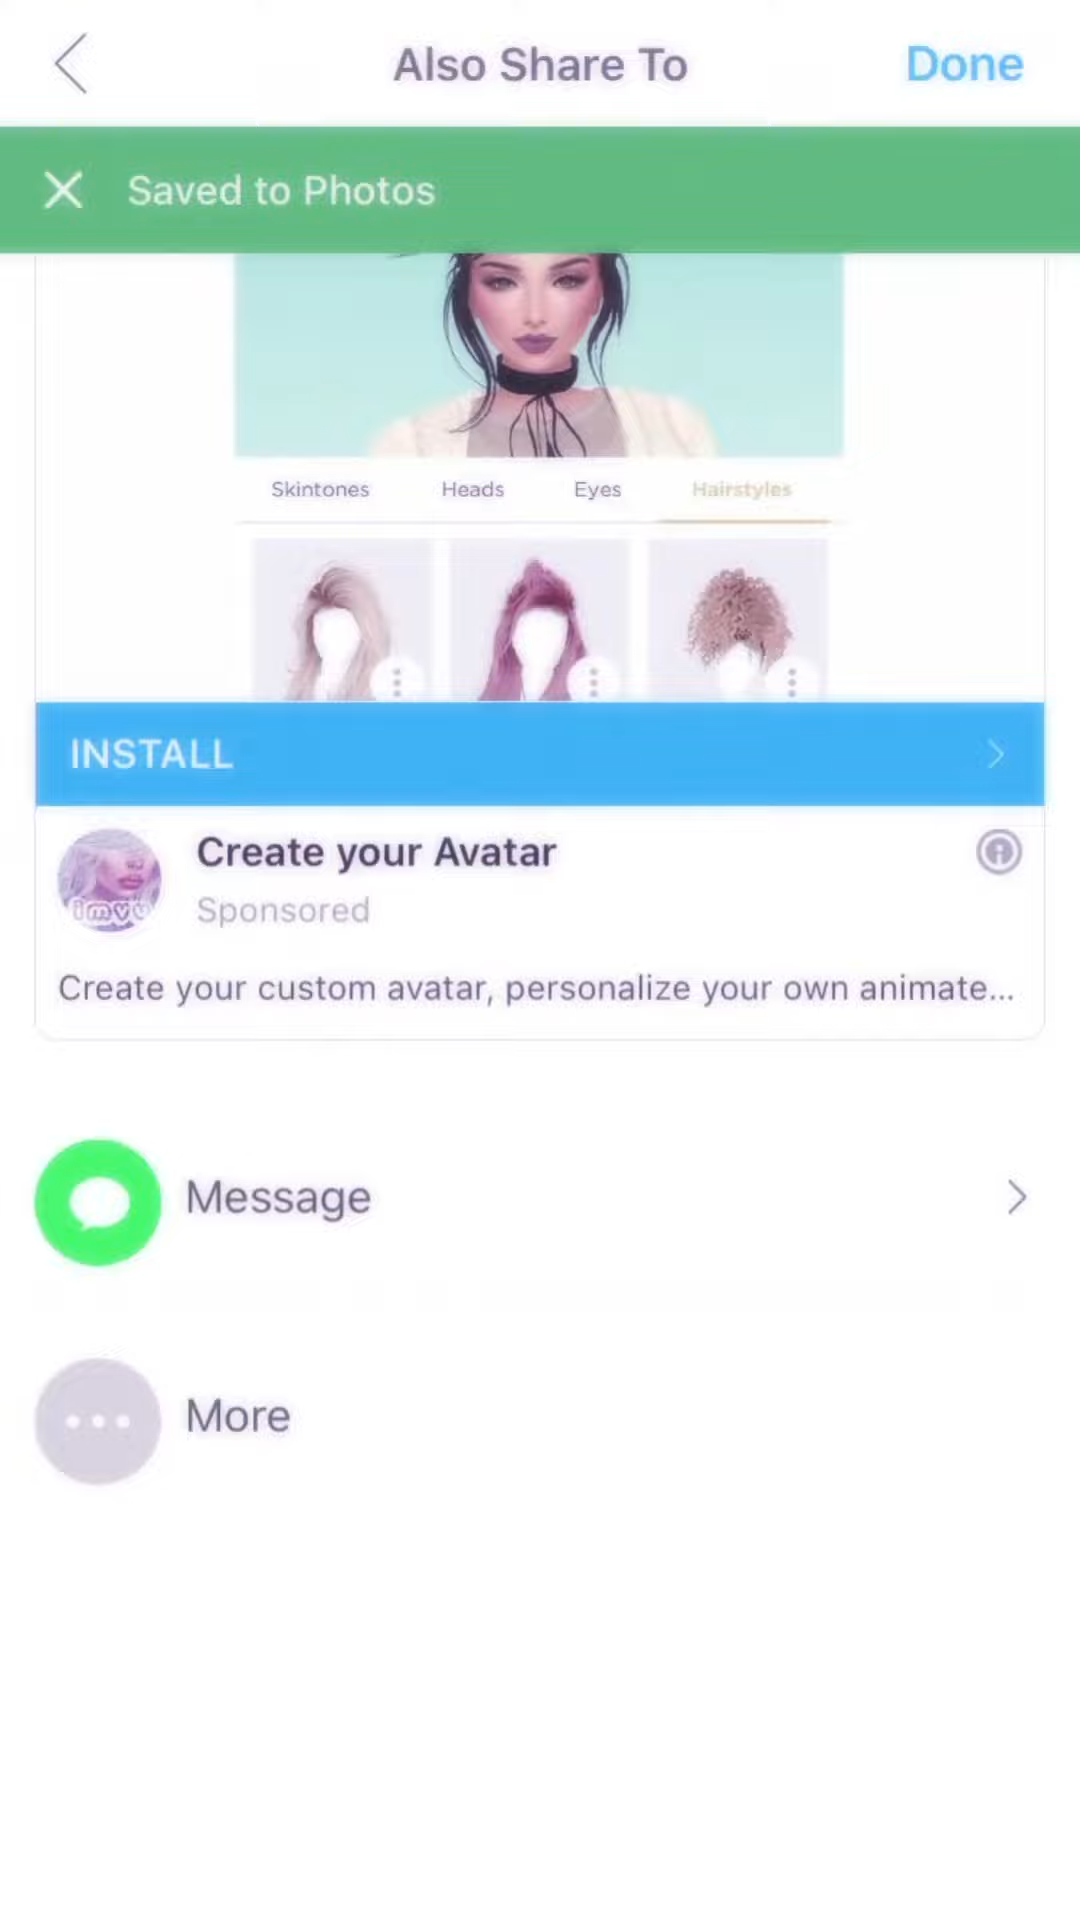 Also Share To
Done
Saved to Photos
Skintones Heads Eyes Hairstyles
INSTALL
imvu
Create your Avatar
Sponsored
Create your custom avatar, personalize your own animate...
Message
More